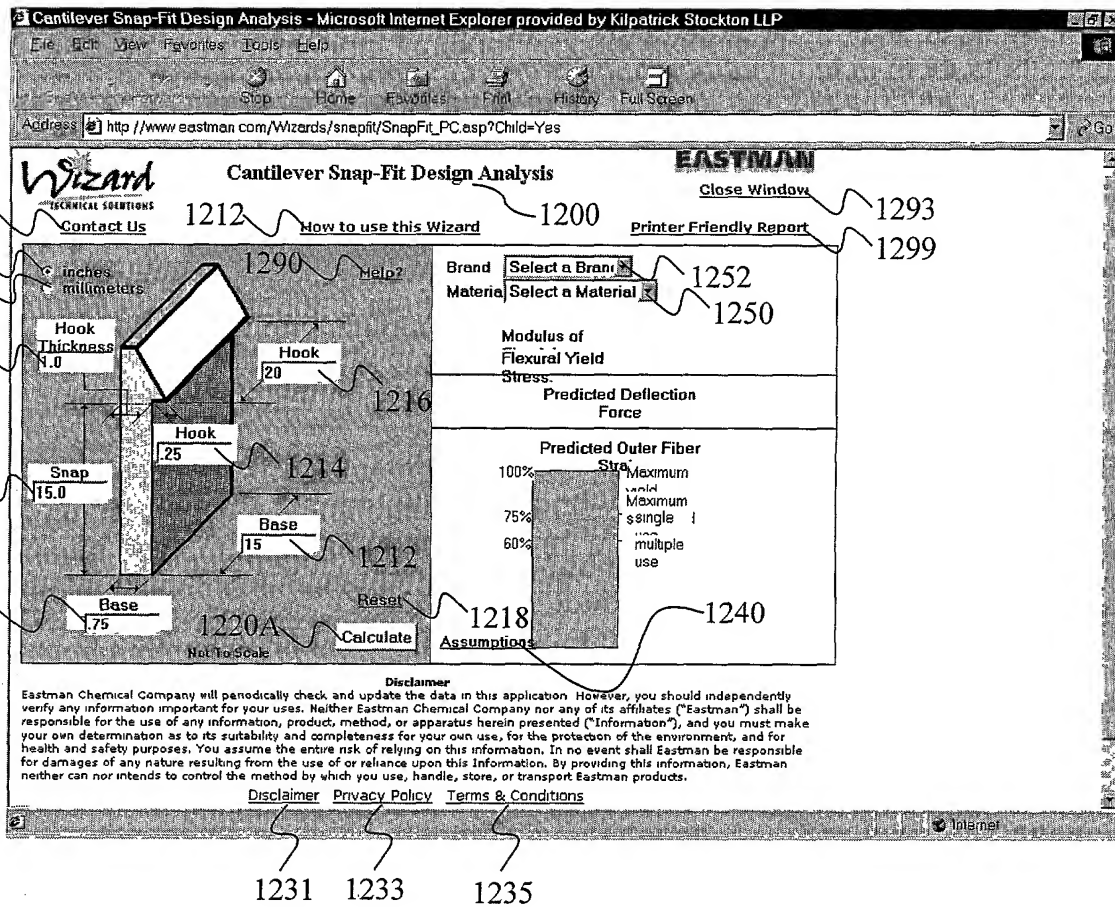 Cantilever Snap-Fit Design Analysis - Microsoft Internet Explorer provided by Kilpatrick Stockton LLP
File Edit View Favorites Tools Help
Stop Home Favorites Print History Full Screen
Address http://www.eastman.com/Wizards/snapfit/SnapFit_PC.asp?Child=Yes Go
Wizard
TECHNICAL SOLUTIONS
Cantilever Snap-Fit Design Analysis
EASTMAN
Close Window
1200
1293
Contact Us
1212
How to use this Wizard
Printer Friendly Report
1299
inches
millimeters
1290
Help?
Brand Select a Bran
1252
Materia Select a Material
1250
Hook
Thickness
1.0
Hook
20
1216
Modulus of
Flexural Yield
Stress.
Predicted Deflection
Force
Hook
.25
1214
Snap
15.0
Base
15
1212
Base
.75
Predicted Outer Fiber
100%
Maximum
75%
Maximum
single
60%
multiple
use
Reset
1218
1240
1220A
Calculate
Assumptions
Not To Scale
Disclaimer
Eastman Chemical Company will periodically check and update the data in this application However, you should independently
verify any information important for your uses. Neither Eastman Chemical Company nor any of its affiliates ("Eastman") shall be
responsible for the use of any information, product, method, or apparatus herein presented ("Information"), and you must make
your own determination as to its suitability and completeness for your own use, for the protection of the environment, and for
health and safety purposes. You assume the entire risk of relying on this information. In no event shall Eastman be responsible
for damages of any nature resulting from the use of or reliance upon this Information. By providing this information, Eastman
neither can nor intends to control the method by which you use, handle, store, or transport Eastman products.
Disclaimer Privacy Policy Terms & Conditions
Internet
1231 1233 1235